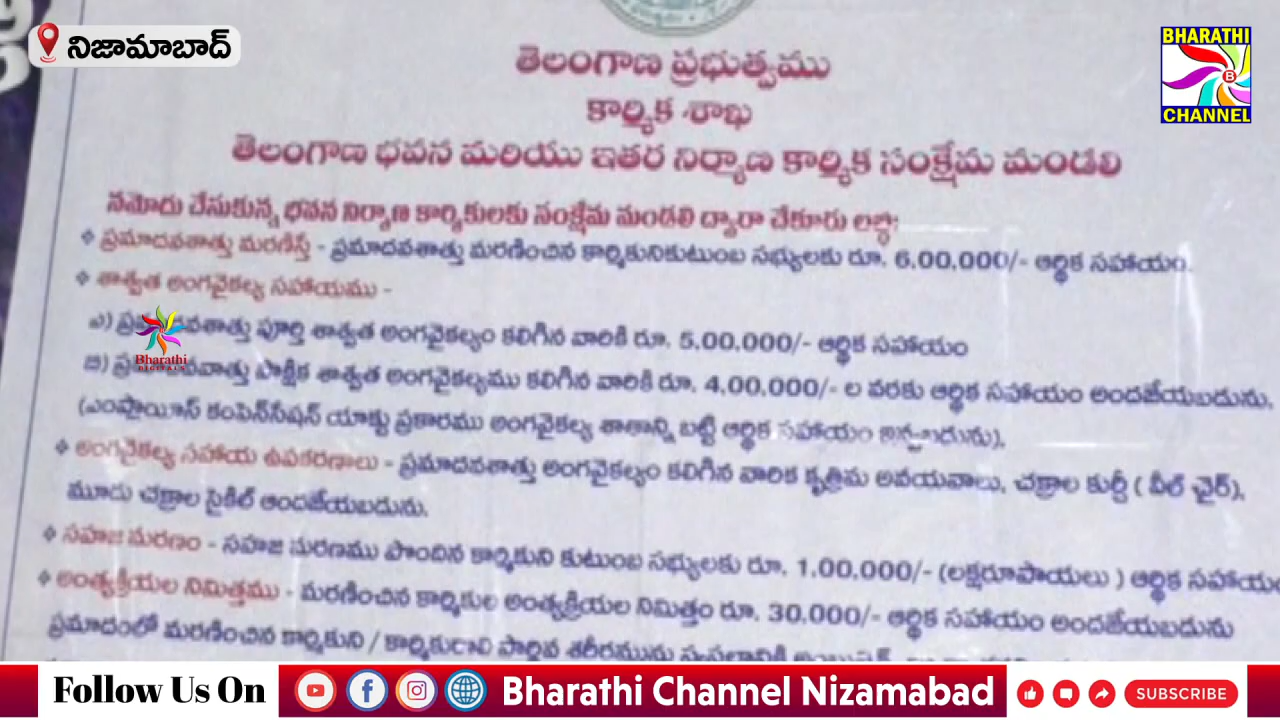 నిజామాబాద్
BHARATHI
B
CHANNEL
తెలంగాణ ప్రభుత్వము
కార్మిక శాఖ
తెలంగాణ భవన మరియు ఇతర నిర్మాణ కార్మిక సంక్షేమ మండలి
నమోదు చేసుకున్న భవన నిర్మాణ కార్మికులకు సంక్షేమ మండలి ద్వారా చేకూరు లబ్ధి:
❖ ప్రమాదవశాత్తు మరణిస్తే - ప్రమాదవశాత్తు మరణించిన కార్మికునికుటుంబ సభ్యులకు రూ. 6,00,000/- ఆర్థిక సహాయం.
❖ శాశ్వత అంగవైకల్య సహాయము -
ఎ) ప్రమాదవశాత్తు పూర్తి శాశ్వత అంగవైకల్యం కలిగిన వారికి రూ. 5,00,000/- ఆర్థిక సహాయం
బి) పాక్షిక శాశ్వత అంగవైకల్యము కలిగిన వారికి రూ. 4,00,000/- ల వరకు ఆర్థిక సహాయం అందజేయబడును.
(ఎంప్లాయీస్ కంపెన్సేషన్ యాక్టు ప్రకారము అంగవైకల్య శాతాన్ని బట్టి ఆర్థిక సహాయం
❖ అంగవైకల్య సహాయ ఉపకరణాలు - ప్రమాదవశాత్తు అంగవైకల్యం కలిగిన వారికి కృత్రిమ అవయవాలు, చక్రాల కుర్చీ ( వీల్ చైర్),
మూడు చక్రాల సైకిల్ అందజేయబడును.
❖ సహజ మరణం - సహజ మరణము పొందిన కార్మికుని కుటుంబ సభ్యులకు రూ. 1,00,000/- (లక్షరూపాయలు ) ఆర్థిక సహాయం
❖ అంత్యక్రియల నిమిత్తము - మరణించిన కార్మికుల అంత్యక్రియల నిమిత్తం రూ. 30,000/- ఆర్థిక సహాయం అందజేయబడును
ప్రమాదంలో మరణించిన కార్మికుని / పార్థివ శరీరమును
Bharathi
DIGITALS
Follow Us On
Bharathi Channel Nizamabad
SUBSCRIBE